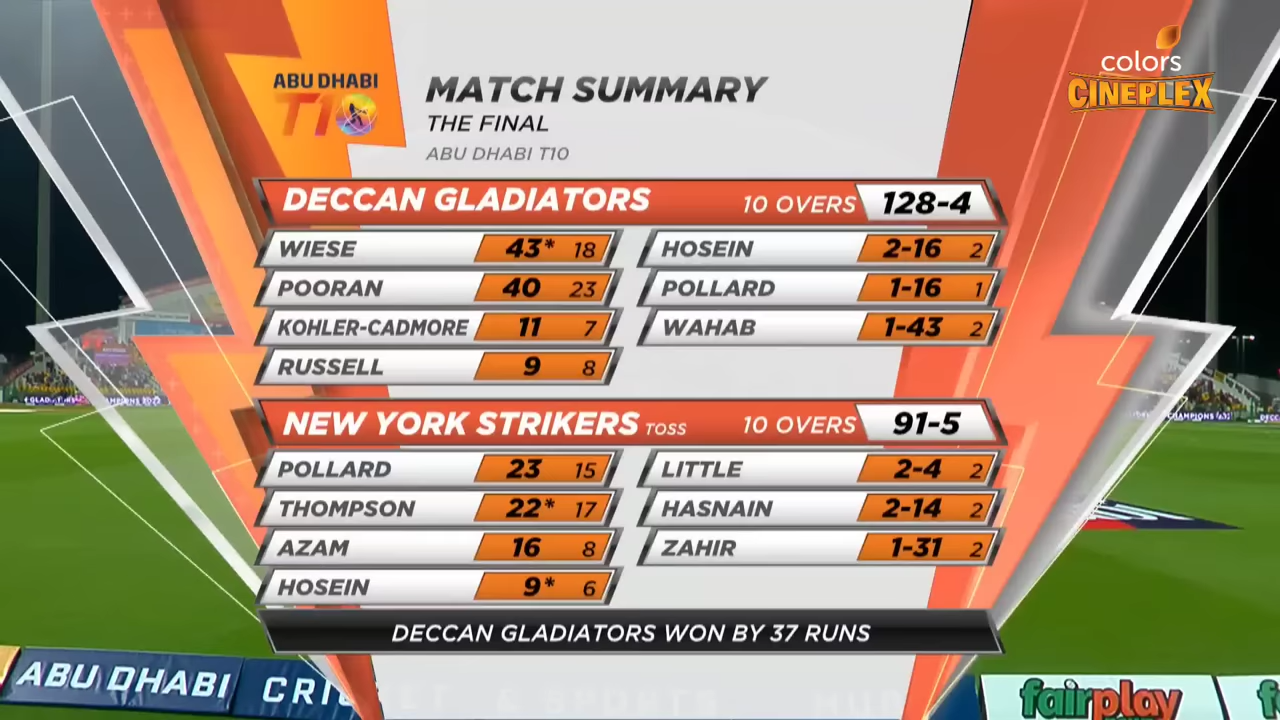 ABU DHABI
T10
MATCH SUMMARY
THE FINAL
ABU DHABI T10
colors
CINEPLEX
DECCAN GLADIATORS 10 OVERS 128-4
WIESE 43* 18 HOSEIN 2-16 2
POORAN 40 23 POLLARD 1-16 1
KOHLER-CADMORE 11 7 WAHAB 1-43 2
RUSSELL 9 8
NEW YORK STRIKERS TOSS 10 OVERS 91-5
POLLARD 23 15 LITTLE 2-4 2
THOMPSON 22* 17 HASNAIN 2-14 2
AZAM 16 8 ZAHIR 1-31 2
HOSEIN 9* 6
DECCAN GLADIATORS WON BY 37 RUNS
ABU DHABI
fairplay